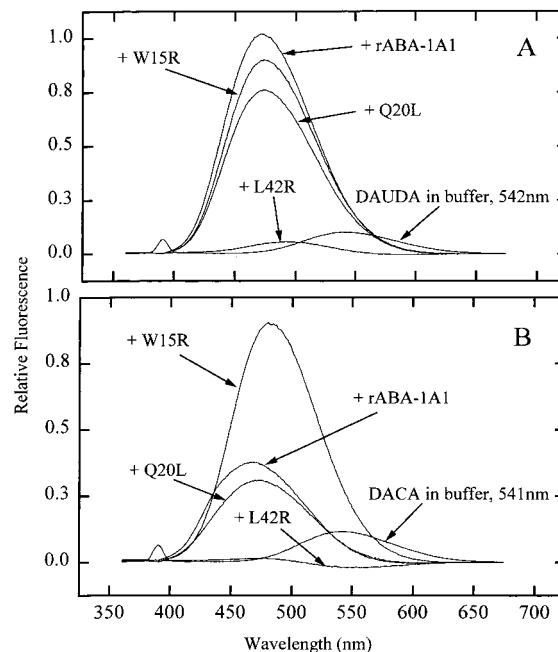 A
+ rABA-1A1
+ W15R
+ Q20L
+ L42R
DAUDA in buffer, 542nm
1.0
0.8
0.5
0.3
0.0
Relative Fluorescence
B
+ W15R
+ rABA-1A1
+ Q20L
+ L42R
DACA in buffer, 541nm
1.0
0.8
0.5
0.3
0.0
350 400 450 500 550 600 650 700
Wavelength (nm)